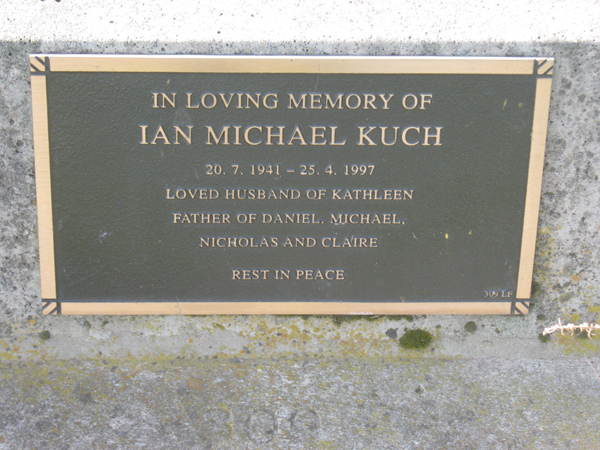 IN LOVING MEMORY OF
IAN MICHAEL KUCH
20. 7. 1941 – 25. 4. 1997
LOVED HUSBAND OF KATHLEEN
FATHER OF DANIEL, MICHAEL,
NICHOLAS AND CLAIRE
REST IN PEACE